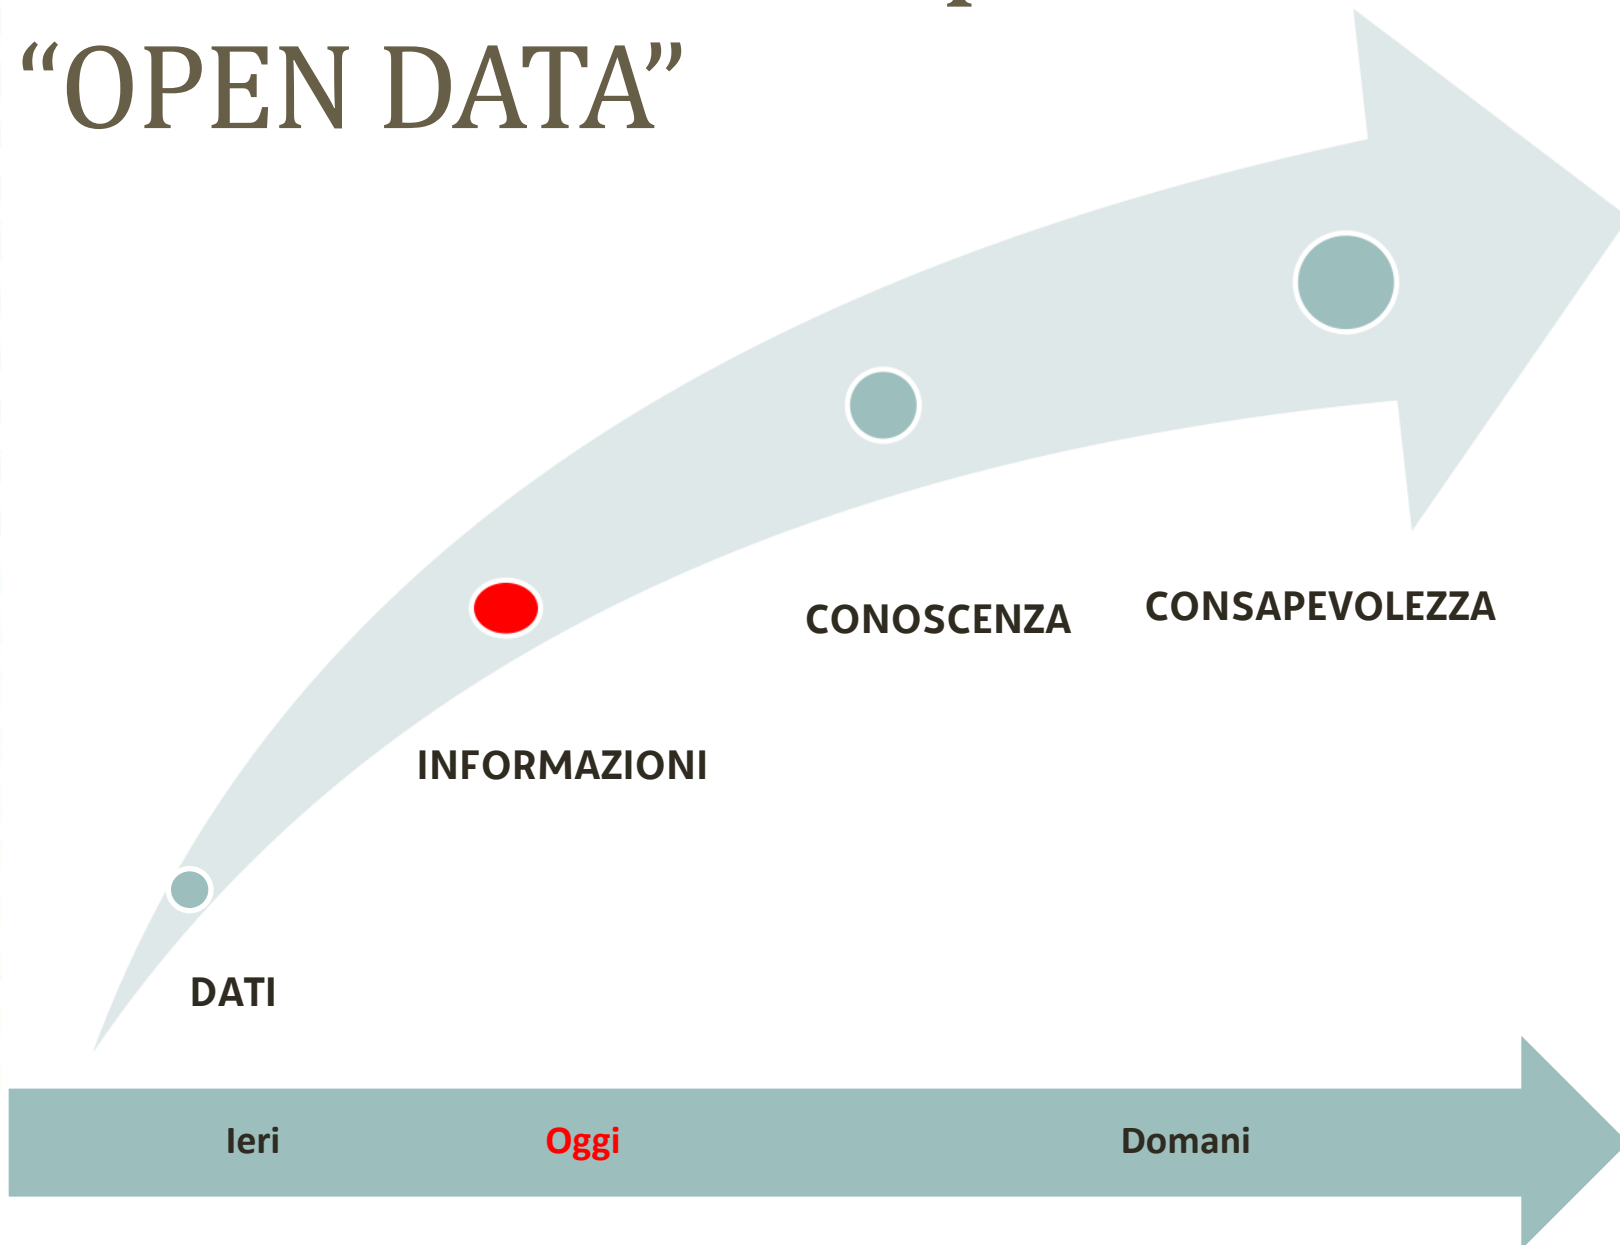 “OPEN DATA”
CONSAPEVOLEZZA
CONOSCENZA
INFORMAZIONI
DATI
Ieri Oggi Domani